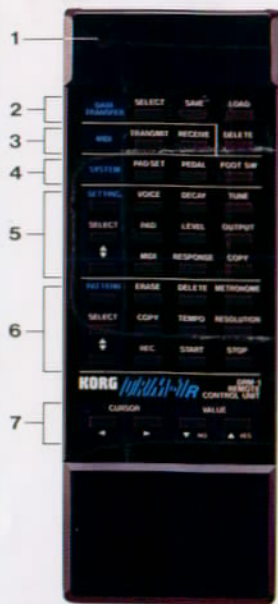 1
2
DATA TRANSFER
SELECT SAVE LOAD
3
MIDI
TRANSMIT RECEIVE DELETE
4
SYSTEM
PAD SET PEDAL FOOT SW
5
SETTING
VOICE DECAY TUNE
SELECT
PAD LEVEL OUTPUT
MIDI RESPONSE COPY
6
PATTERN
ERASE DELETE METRONOME
SELECT
COPY TEMPO RESOLUTION
REC START STOP
KORG
DRM-1
REMOTE
CONTROL UNIT
7
CURSOR VALUE
◄ ► ▼ NO ▲ YES